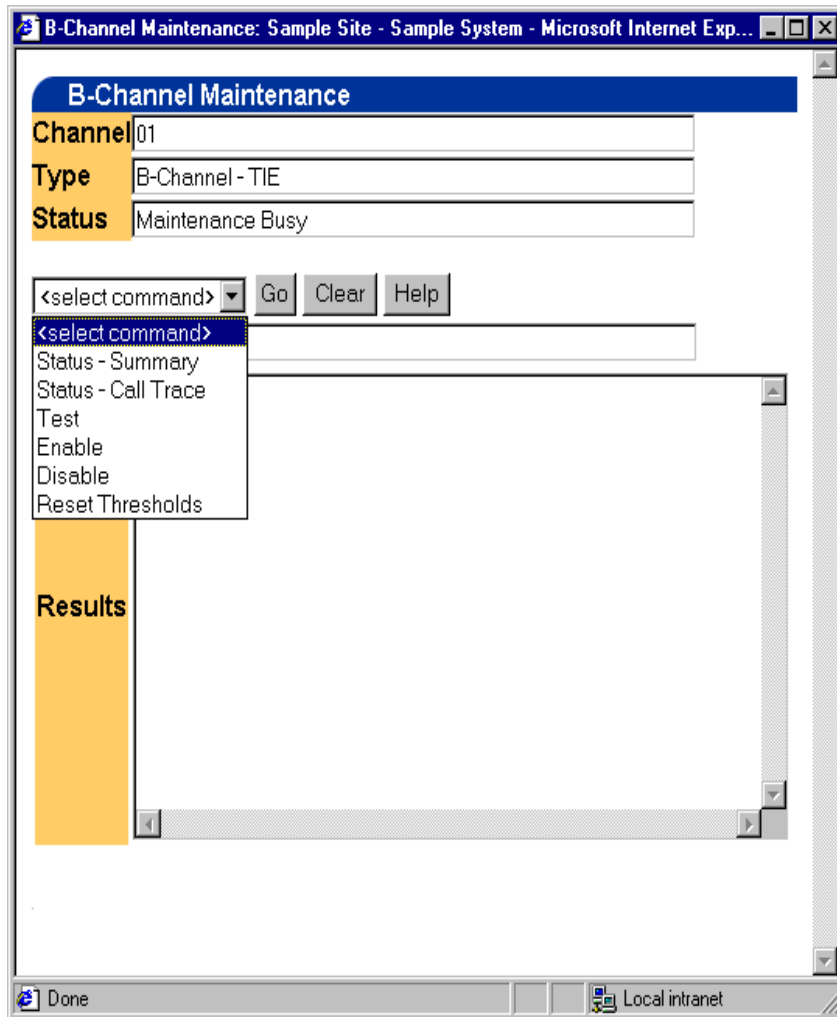 B-Channel Maintenance: Sample Site - Sample System - Microsoft Internet Exp...
B-Channel Maintenance
Channel 01
Type B-Channel - TIE
Status Maintenance Busy
<select command> Go Clear Help
<select command>
Status - Summary
Status - Call Trace
Test
Enable
Disable
Reset Thresholds
Results
Done Local intranet